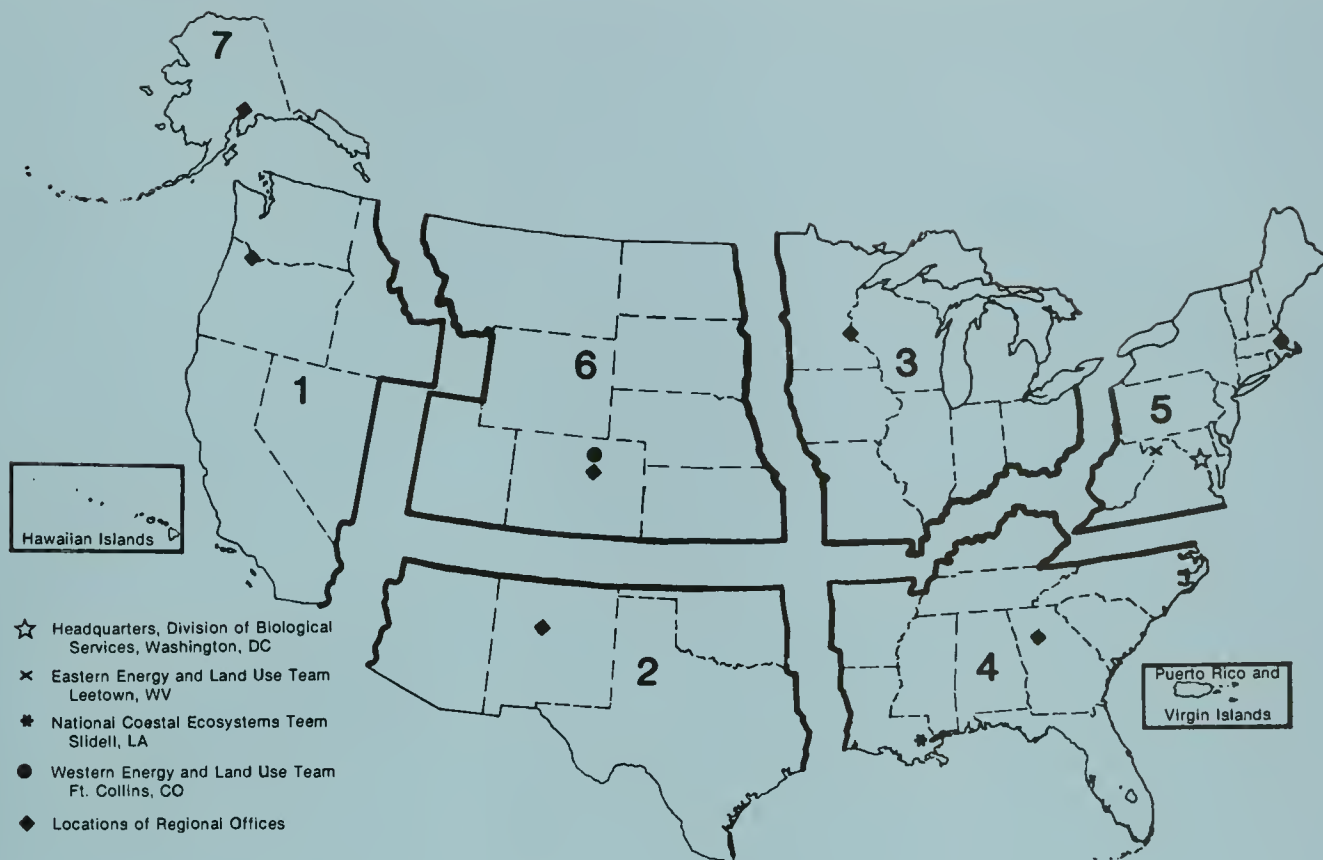 7
6
3
1
5
Hawaiian Islands
2
4
Puerto Rico and
Virgin Islands
Headquarters, Division of Biological
Services, Washington, DC
Eastern Energy and Land Use Team
Leetown, WV
National Coastal Ecosystems Teem
Slidell, LA
Western Energy and Land Use Team
Ft. Collins, CO
Locations of Regional Offices